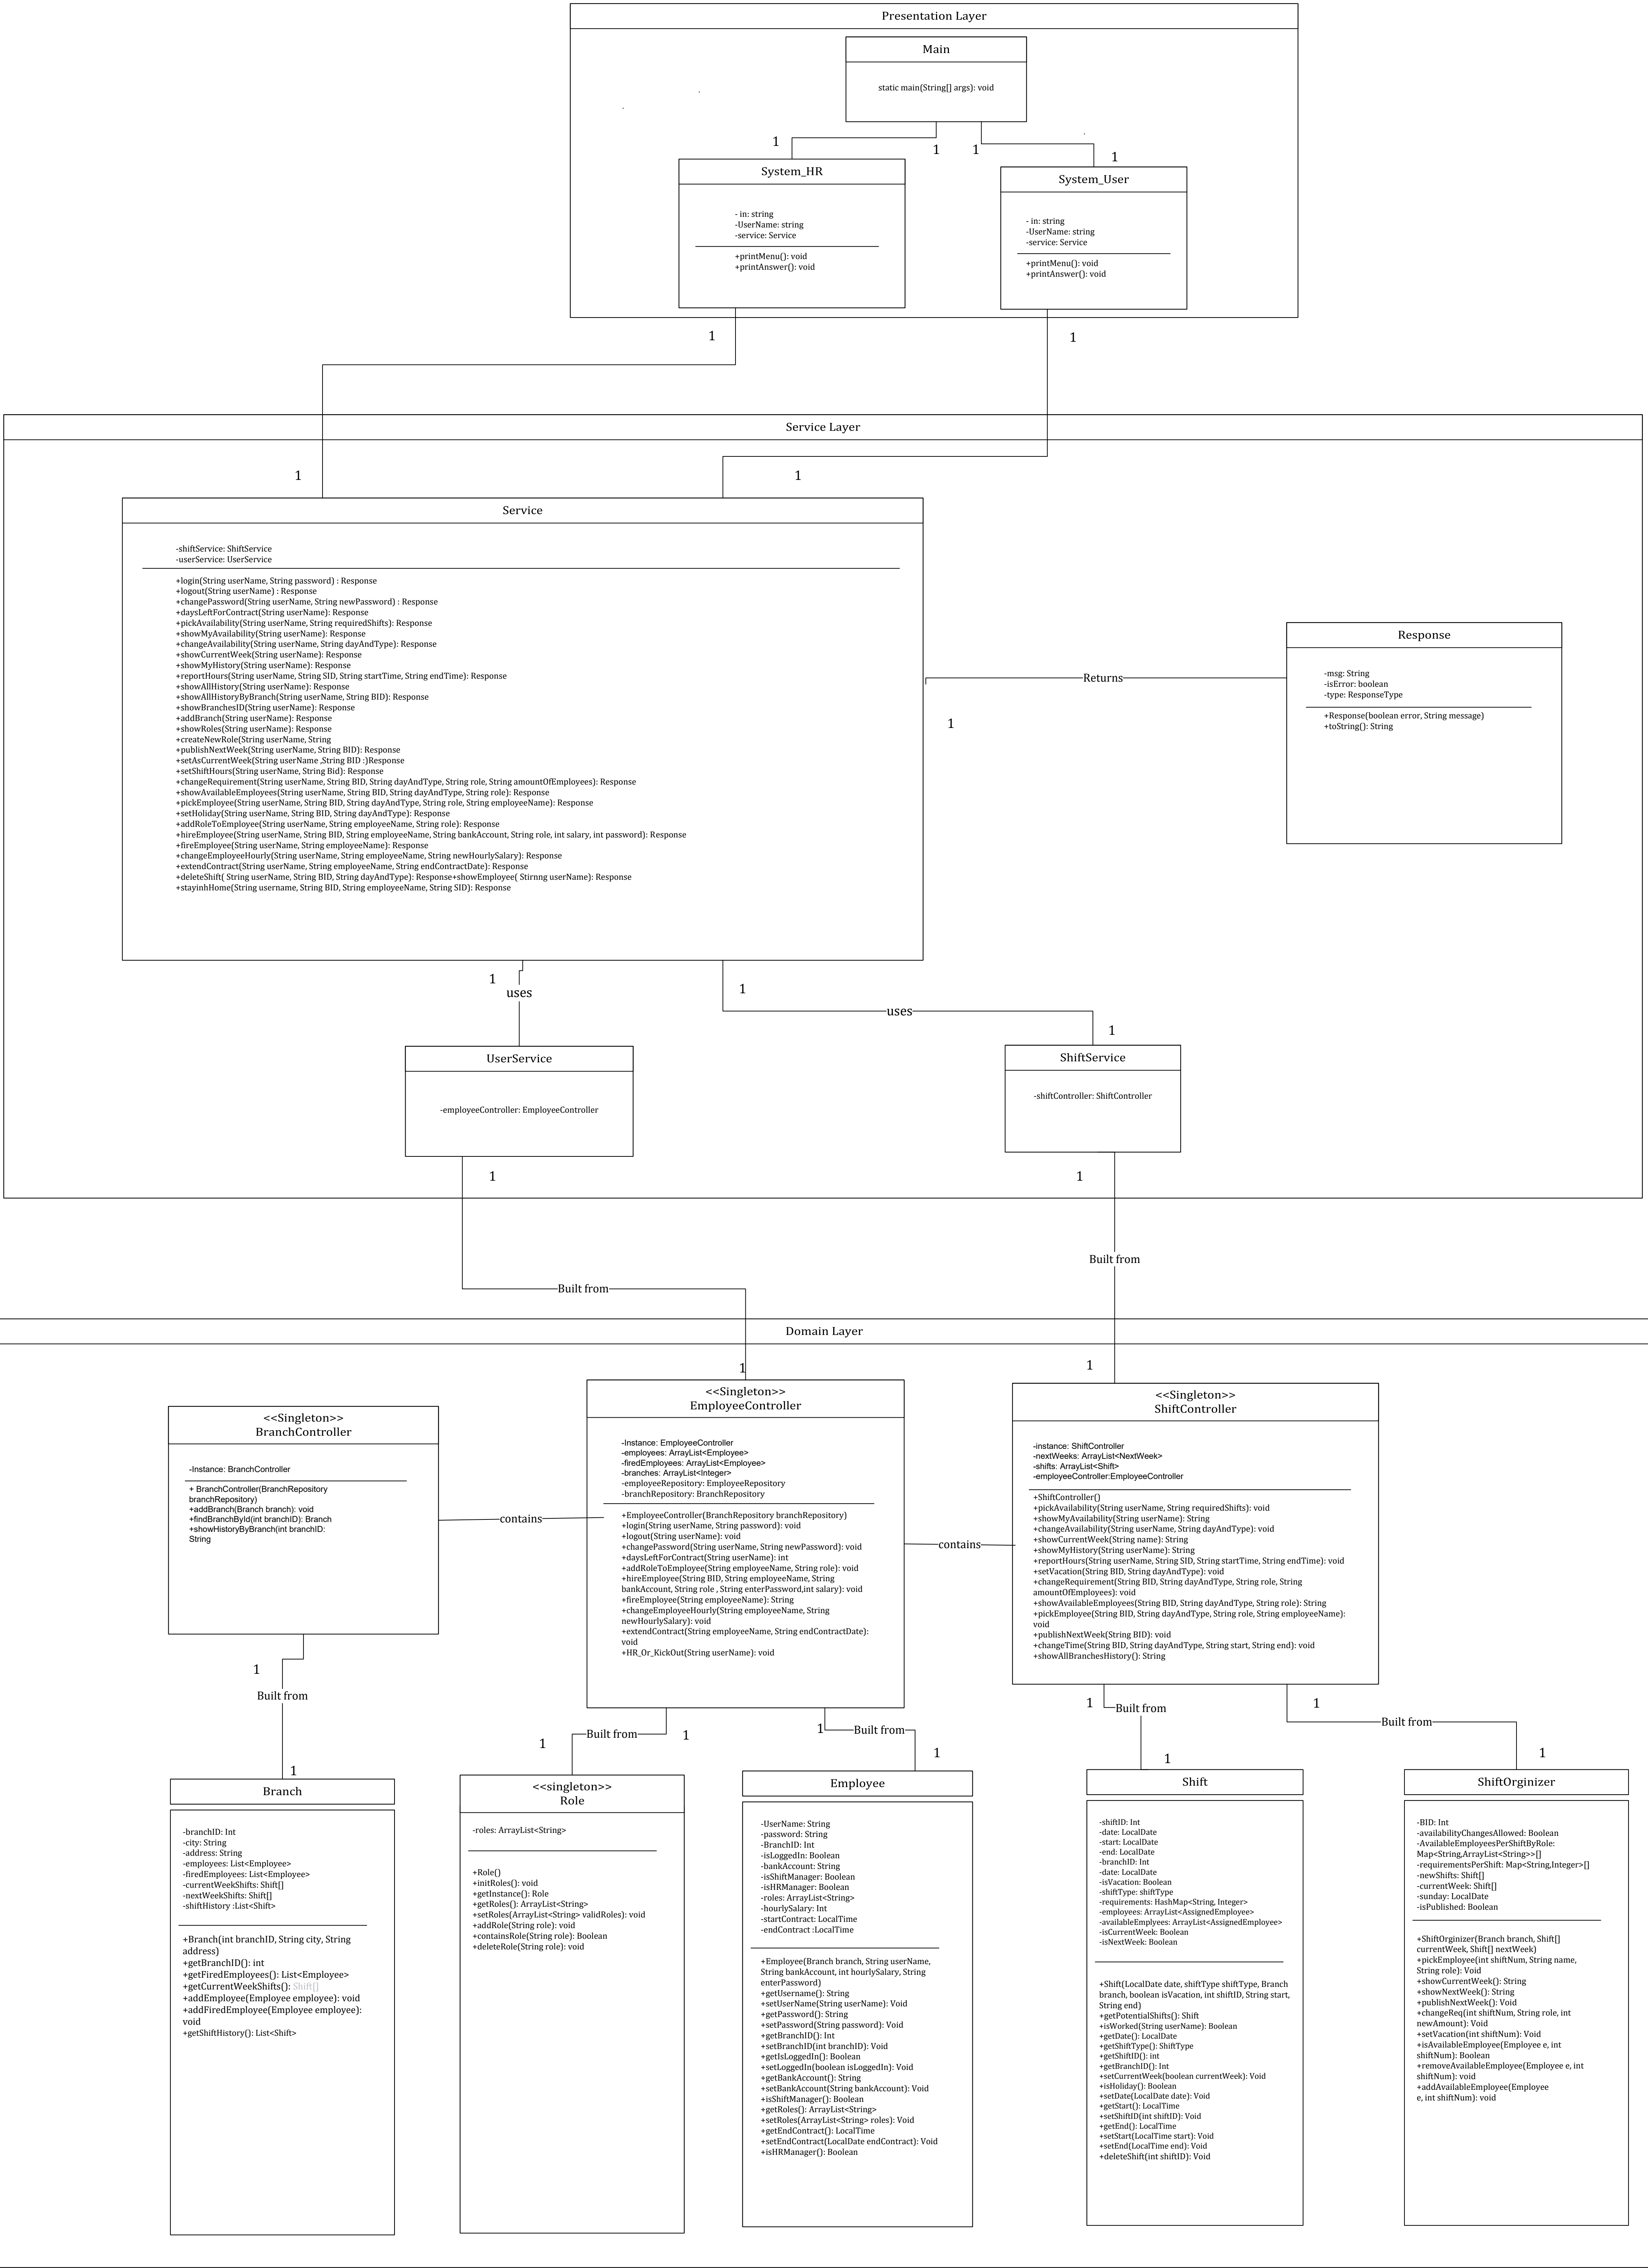 Presentation Layer
Main
static main(String[] args): void
1
1
1
1
System_HR
- in: string
-UserName: string
-service: Service
+printMenu(): void
+printAnswer(): void
System_User
- in: string
-UserName: string
-service: Service
+printMenu(): void
+printAnswer(): void
1
1
Service Layer
1
1
Service
-shiftService: ShiftService
-userService: UserService
+login(String userName, String password) : Response
+logout(String userName) : Response
+changePassword(String userName, String newPassword) : Response
+daysLeftForContract(String userName): Response
+pickAvailability(String userName, String requiredShifts): Response
+showMyAvailability(String userName): Response
+changeAvailability(String userName, String dayAndType): Response
+showCurrentWeek(String userName): Response
+showMyHistory(String userName): Response
+reportHours(String userName, String SID, String startTime, String endTime): Response
+showAllHistory(String userName): Response
+showAllHistoryByBranch(String userName, String BID): Response
+showBranchesID(String userName): Response
+addBranch(String userName): Response
+showRoles(String userName): Response
+createNewRole(String userName, String
+publishNextWeek(String userName, String BID): Response
+setAsCurrentWeek(String userName ,String BID :)Response
+setShiftHours(String userName, String Bid): Response
+changeRequirement(String userName, String BID, String dayAndType, String role, String amountOfEmployees): Response
+showAvailableEmployees(String userName, String BID, String dayAndType, String role): Response
+pickEmployee(String userName, String BID, String dayAndType, String role, String employeeName): Response
+setHoliday(String userName, String BID, String dayAndType): Response
+addRoleToEmployee(String userName, String employeeName, String role): Response
+hireEmployee(String userName, String BID, String employeeName, String bankAccount, String role, int salary, int password): Response
+fireEmployee(String userName, String employeeName): Response
+changeEmployeeHourly(String userName, String employeeName, String newHourlySalary): Response
+extendContract(String userName, String employeeName, String endContractDate): Response
+deleteShift( String userName, String BID, String dayAndType): Response+showEmployee( Stirnng userName): Response
+stayinhHome(String username, String BID, String employeeName, String SID): Response
Returns
1
Response
-msg: String
-isError: boolean
-type: ResponseType
+Response(boolean error, String message)
+toString(): String
1
uses
1
uses
1
UserService
-employeeController: EmployeeController
ShiftService
-shiftController: ShiftController
1
1
Built from
Built from
Domain Layer
1
1
<<Singleton>>
BranchController
-Instance: BranchController
+ BranchController(BranchRepository
branchRepository)
+addBranch(Branch branch): void
+findBranchById(int branchID): Branch
+showHistoryByBranch(int branchID:
String
contains
<<Singleton>>
EmployeeController
-Instance: EmployeeController
-employees: ArrayList<Employee>
-firedEmployees: ArrayList<Employee>
-branches: ArrayList<Integer>
-employeeRepository: EmployeeRepository
-branchRepository: BranchRepository
+EmployeeController(BranchRepository branchRepository)
+login(String userName, String password): void
+logout(String userName): void
+changePassword(String userName, String newPassword): void
+daysLeftForContract(String userName): int
+addRoleToEmployee(String employeeName, String role): void
+hireEmployee(String BID, String employeeName, String
bankAccount, String role , String enterPassword,int salary): void
+fireEmployee(String employeeName): String
+changeEmployeeHourly(String employeeName, String
newHourlySalary): void
+extendContract(String employeeName, String endContractDate):
void
+HR_Or_KickOut(String userName): void
contains
<<Singleton>>
ShiftController
-instance: ShiftController
-nextWeeks: ArrayList<NextWeek>
-shifts: ArrayList<Shift>
-employeeController:EmployeeController
+ShiftController()
+pickAvailability(String userName, String requiredShifts): void
+showMyAvailability(String userName): String
+changeAvailability(String userName, String dayAndType): void
+showCurrentWeek(String name): String
+showMyHistory(String userName): String
+reportHours(String userName, String SID, String startTime, String endTime): void
+setVacation(String BID, String dayAndType): void
+changeRequirement(String BID, String dayAndType, String role, String
amountOfEmployees): void
+showAvailableEmployees(String BID, String dayAndType, String role): String
+pickEmployee(String BID, String dayAndType, String role, String employeeName):
void
+publishNextWeek(String BID): void
+changeTime(String BID, String dayAndType, String start, String end): void
+showAllBranchesHistory(): String
1
Built from
1
1
Built from
1
1
Built from
1
1
Built from
1
1
Built from
1
Branch
-branchID: Int
-city: String
-address: String
-employees: List<Employee>
-firedEmployees: List<Employee>
-currentWeekShifts: Shift[]
-nextWeekShifts: Shift[]
-shiftHistory :List<Shift>
+Branch(int branchID, String city, String
address)
+getBranchID(): int
+getFiredEmployees(): List<Employee>
+getCurrentWeekShifts(): Shift[]
+addEmployee(Employee employee): void
+addFiredEmployee(Employee employee):
void
+getShiftHistory(): List<Shift>
<<singleton>>
Role
-roles: ArrayList<String>
+Role()
+initRoles(): void
+getInstance(): Role
+getRoles(): ArrayList<String>
+setRoles(ArrayList<String> validRoles): void
+addRole(String role): void
+containsRole(String role): Boolean
+deleteRole(String role): void
Employee
-UserName: String
-password: String
-BranchID: Int
-isLoggedIn: Boolean
-bankAccount: String
-isShiftManager: Boolean
-isHRManager: Boolean
-roles: ArrayList<String>
-hourlySalary: Int
-startContract: LocalTime
-endContract :LocalTime
+Employee(Branch branch, String userName,
String bankAccount, int hourlySalary, String
enterPassword)
+getUsername(): String
+setUserName(String userName): Void
+getPassword(): String
+setPassword(String password): Void
+getBranchID(): Int
+setBranchID(int branchID): Void
+getIsLoggedIn(): Boolean
+setLoggedIn(boolean isLoggedIn): Void
+getBankAccount(): String
+setBankAccount(String bankAccount): Void
+isShiftManager(): Boolean
+getRoles(): ArrayList<String>
+setRoles(ArrayList<String> roles): Void
+getEndContract(): LocalTime
+setEndContract(LocalDate endContract): Void
+isHRManager(): Boolean
Shift
-shiftID: Int
-date: LocalDate
-start: LocalDate
-end: LocalDate
-branchID: Int
-date: LocalDate
-isVacation: Boolean
-shiftType: shiftType
-requirements: HashMap<String, Integer>
-employees: ArrayList<AssignedEmployee>
-availableEmplyees: ArrayList<AssignedEmployee>
-isCurrentWeek: Boolean
-isNextWeek: Boolean
+Shift(LocalDate date, shiftType shiftType, Branch
branch, boolean isVacation, int shiftID, String start,
String end)
+getPotentialShifts(): Shift
+isWorked(String userName): Boolean
+getDate(): LocalDate
+getShiftType(): ShiftType
+getShiftID(): int
+getBranchID(): Int
+setCurrentWeek(boolean currentWeek): Void
+isHoliday(): Boolean
+setDate(LocalDate date): Void
+getStart(): LocalTime
+setShiftID(int shiftID): Void
+getEnd(): LocalTime
+setStart(LocalTime start): Void
+setEnd(LocalTime end): Void
+deleteShift(int shiftID): Void
ShiftOrginizer
-BID: Int
-availabilityChangesAllowed: Boolean
-AvailableEmployeesPerShiftByRole:
Map<String,ArrayList<String>>[]
-requirementsPerShift: Map<String,Integer>[]
-newShifts: Shift[]
-currentWeek: Shift[]
-sunday: LocalDate
-isPublished: Boolean
+ShiftOrginizer(Branch branch, Shift[]
currentWeek, Shift[] nextWeek)
+pickEmployee(int shiftNum, String name,
String role): Void
+showCurrentWeek(): String
+showNextWeek(): String
+publishNextWeek(): Void
+changeReq(int shiftNum, String role, int
newAmount): Void
+setVacation(int shiftNum): Void
+isAvailableEmployee(Employee e, int
shiftNum): Boolean
+removeAvailableEmployee(Employee e, int
shiftNum): void
+addAvailableEmployee(Employee
e, int shiftNum): void